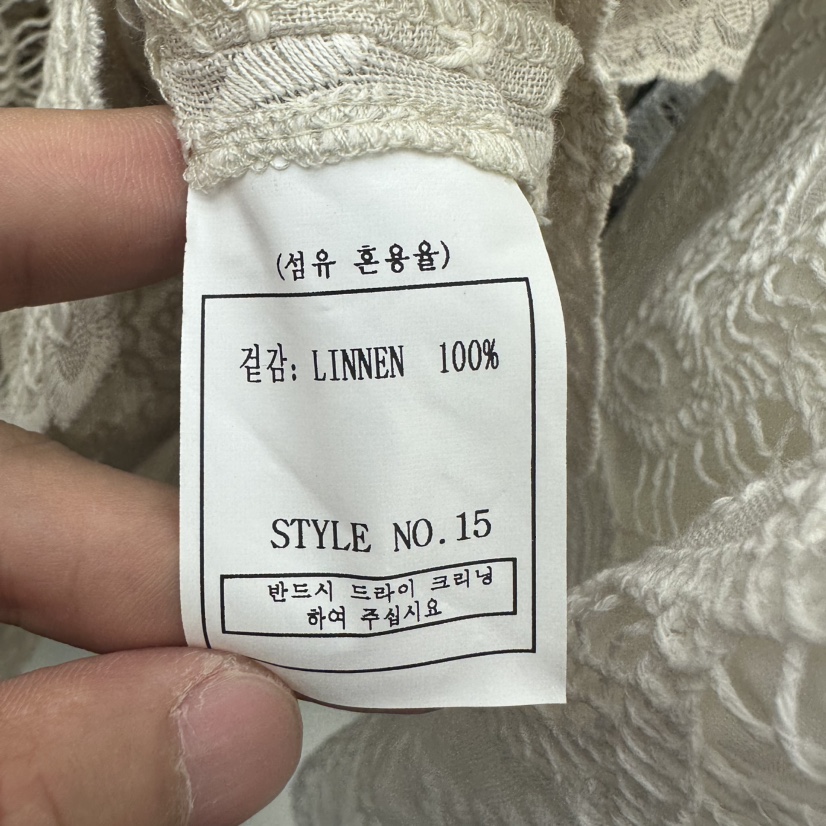 (섬유 혼용율)
겉감: LINNEN 100%
STYLE NO.15
반드시 드라이 크리닝
하여 주십시요